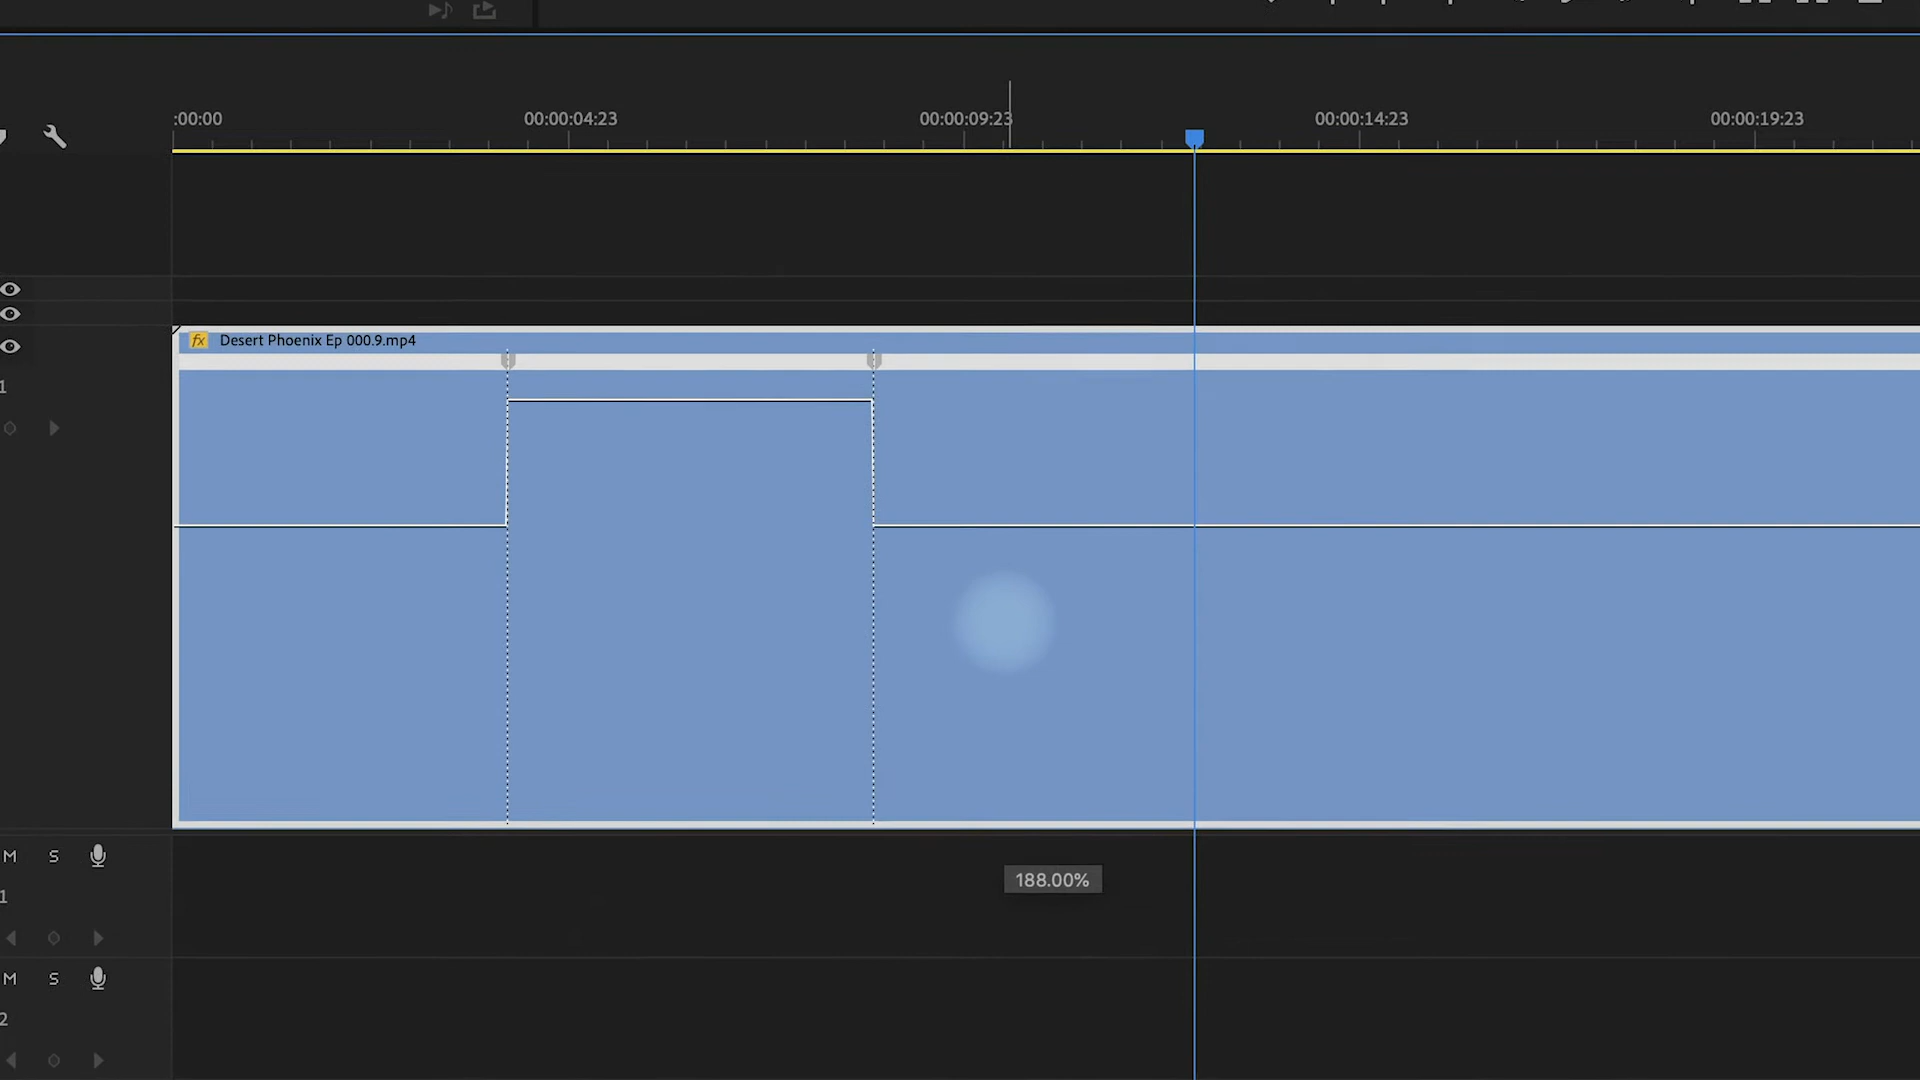 :00:00 00:00:04:23 00:00:09:23 00:00:14:23 00:00:19:23
fx Desert Phoenix Ep 000.9.mp4
1
M S
188.00%
1
M S
2